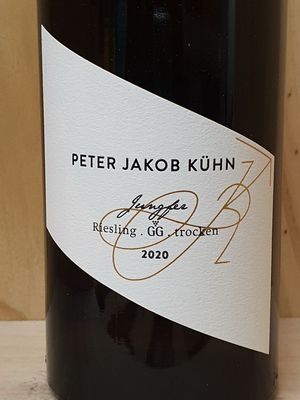 PETER JAKOB KÜHN
Jungfer
Riesling . GG . trocken
2020